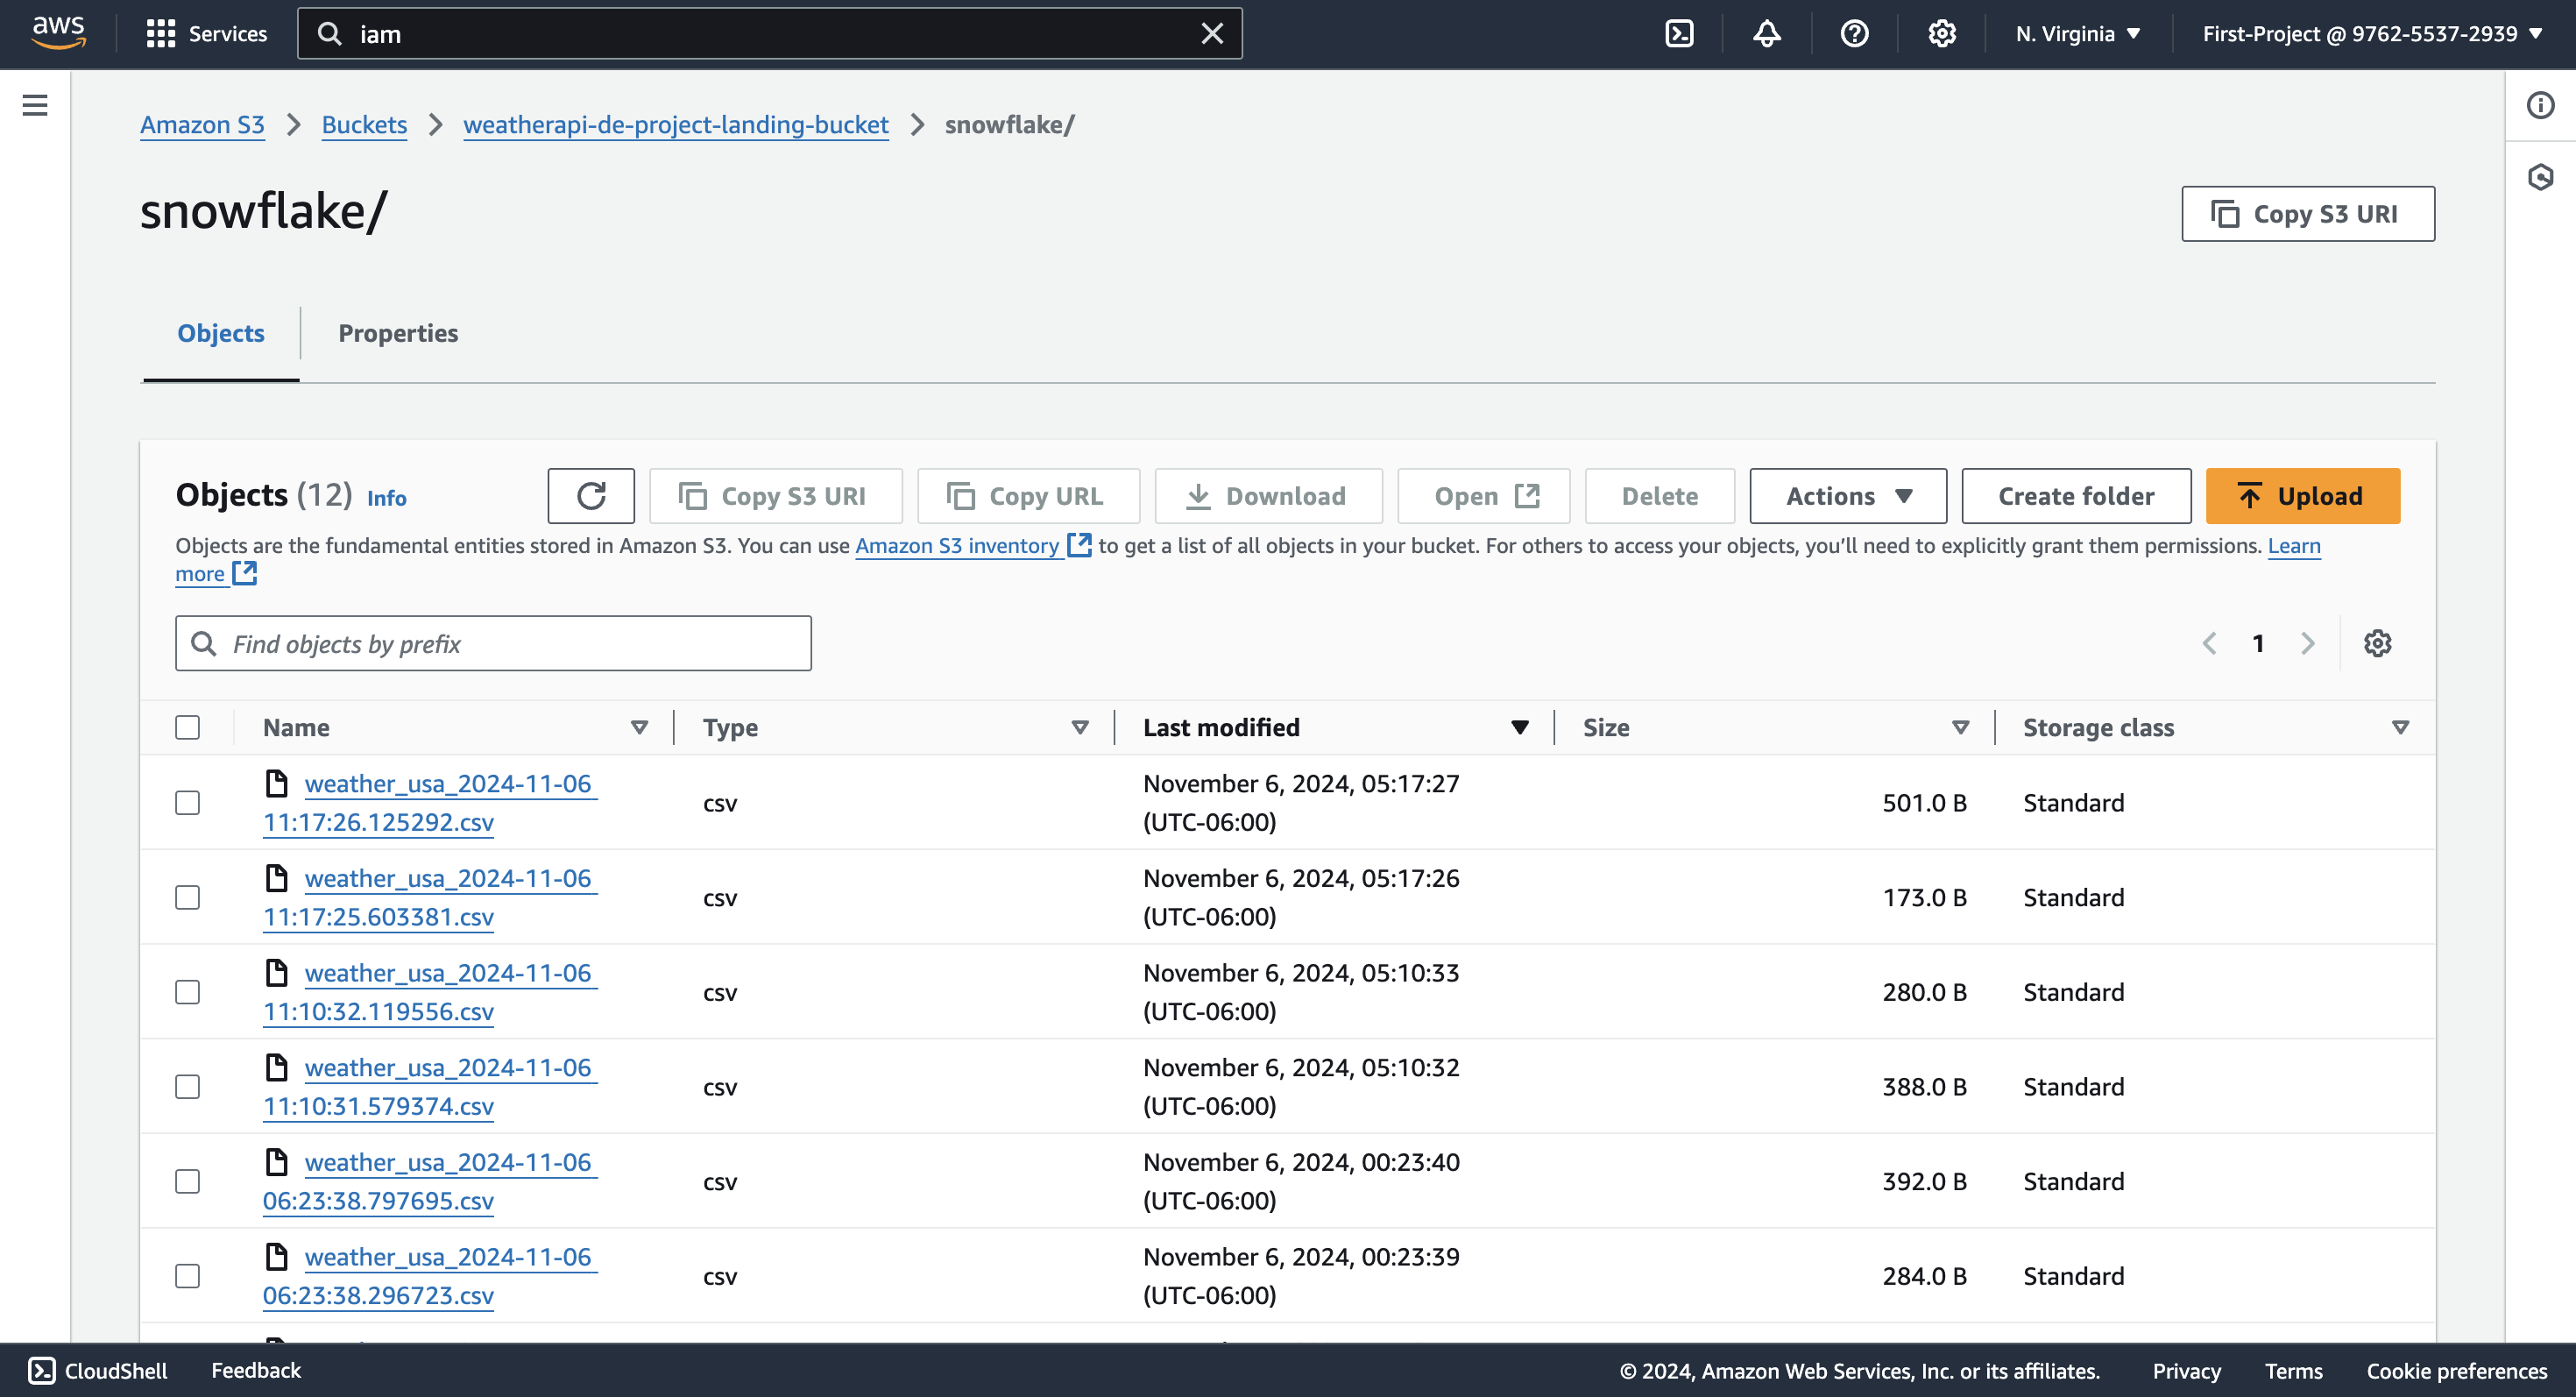 aws Services iam N. Virginia First-Project @ 9762-5537-2939
Amazon S3 Buckets weatherapi-de-project-landing-bucket snowflake/
snowflake/ Copy S3 URI
Objects Properties
Objects (12) Info Copy S3 URI Copy URL Download Open Delete Actions Create folder Upload
Objects are the fundamental entities stored in Amazon S3. You can use Amazon S3 inventory to get a list of all objects in your bucket. For others to access your objects, you'll need to explicitly grant them permissions. Learn
more
Find objects by prefix 1
Name Type Last modified Size Storage class
weather_usa_2024-11-06 November 6, 2024, 05:17:27
csv 501.0 B Standard
11:17:26.125292.csv (UTC-06:00)
weather_usa_2024-11-06 November 6, 2024, 05:17:26
csv 173.0 B Standard
11:17:25.603381.csv (UTC-06:00)
weather_usa_2024-11-06 November 6, 2024, 05:10:33
csv 280.0 B Standard
11:10:32.119556.csv (UTC-06:00)
weather_usa_2024-11-06 November 6, 2024, 05:10:32
csv 388.0 B Standard
11:10:31.579374.csv (UTC-06:00)
weather_usa_2024-11-06 November 6, 2024, 00:23:40
csv 392.0 B Standard
06:23:38.797695.csv (UTC-06:00)
weather_usa_2024-11-06 November 6, 2024, 00:23:39
csv 284.0 B Standard
06:23:38.296723.csv (UTC-06:00)
CloudShell Feedback © 2024, Amazon Web Services, Inc. or its affiliates. Privacy Terms Cookie preferences